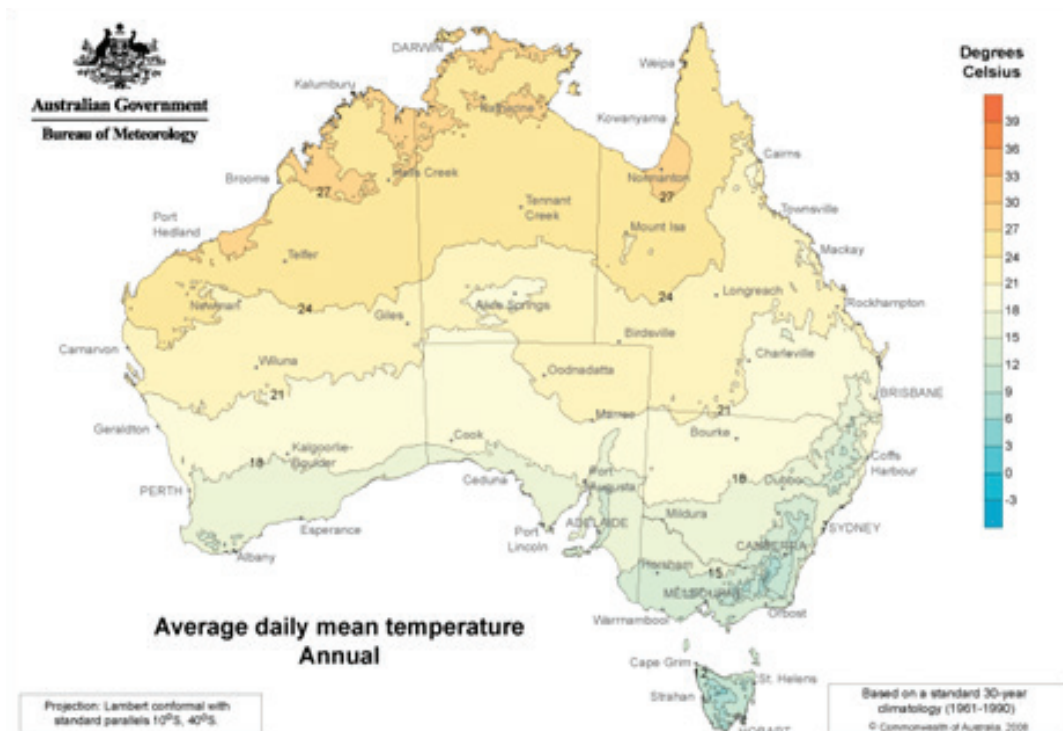 Australian Government
Bureau of Meteorology
Degrees
Celsius
39
36
33
30
27
24
21
18
15
12
9
6
3
0
-3
DARWIN
Weipa
Kalumburu
Katherine
Kowanyama
Cairns
Broome
Halls Creek
Normanton
27
27
Tennant
Creek
Townsville
Port
Hedland
Mount Isa
Mackay
Telfer
Newman
24
Alice Springs
24
Longreach
Rockhampton
Giles
Birdsville
Carnarvon
Wiluna
Charleville
Oodnadatta
21
21
BRISBANE
Geraldton
Marree
Bourke
Cook
Kalgoorlie-
Boulder
18
18
Coffs
Harbour
PERTH
Ceduna
Port
Augusta
Dubbo
Esperance
Mildura
SYDNEY
ADELAIDE
Port
Lincoln
CANBERRA
Albany
Horsham
15
MELBOURNE
Orbost
Warrnambool
Average daily mean temperature
Annual
Cape Grim
12
St. Helens
Strahan
HOBART
Projection: Lambert conformal with
standard parallels 10°S, 40°S.
Based on a standard 30-year
climatology (1961-1990)
© Commonwealth of Australia, 2008